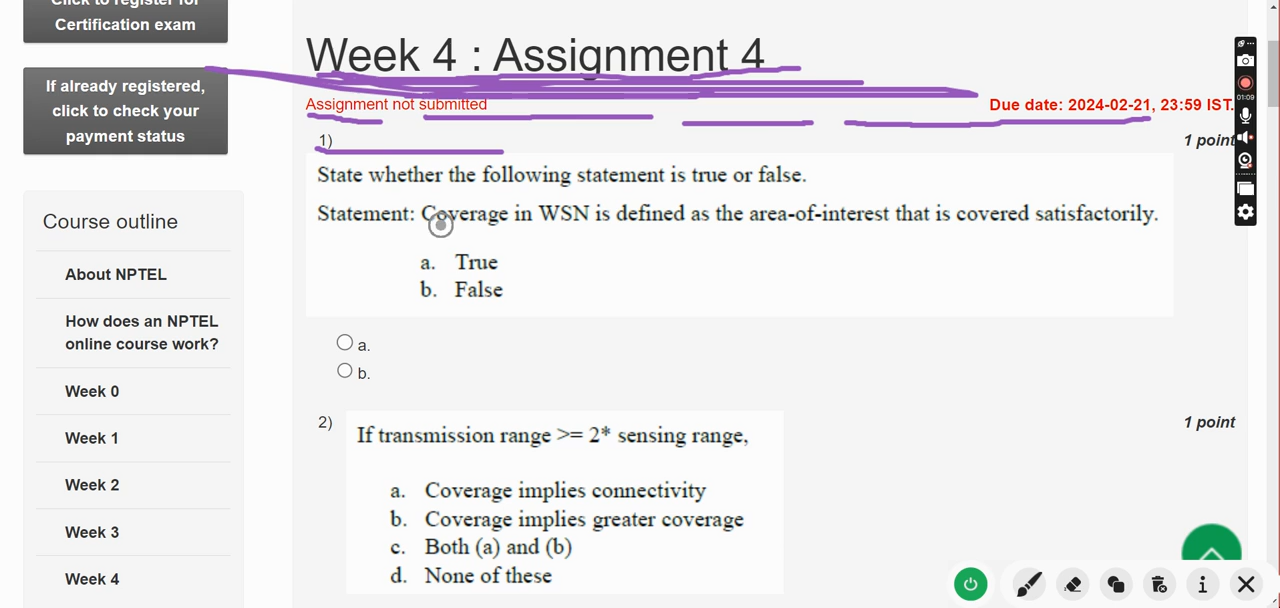 Click to register for
Certification exam
If already registered,
click to check your
payment status
Course outline
About NPTEL
How does an NPTEL
online course work?
Week 0
Week 1
Week 2
Week 3
Week 4
Week 4 : Assignment 4
Assignment not submitted
Due date: 2024-02-21, 23:59 IST.
1)
1 point
State whether the following statement is true or false.
Statement: Coverage in WSN is defined as the area-of-interest that is covered satisfactorily.
a. True
b. False
a.
b.
2)
1 point
If transmission range >= 2* sensing range,
a. Coverage implies connectivity
b. Coverage implies greater coverage
c. Both (a) and (b)
d. None of these
01:09